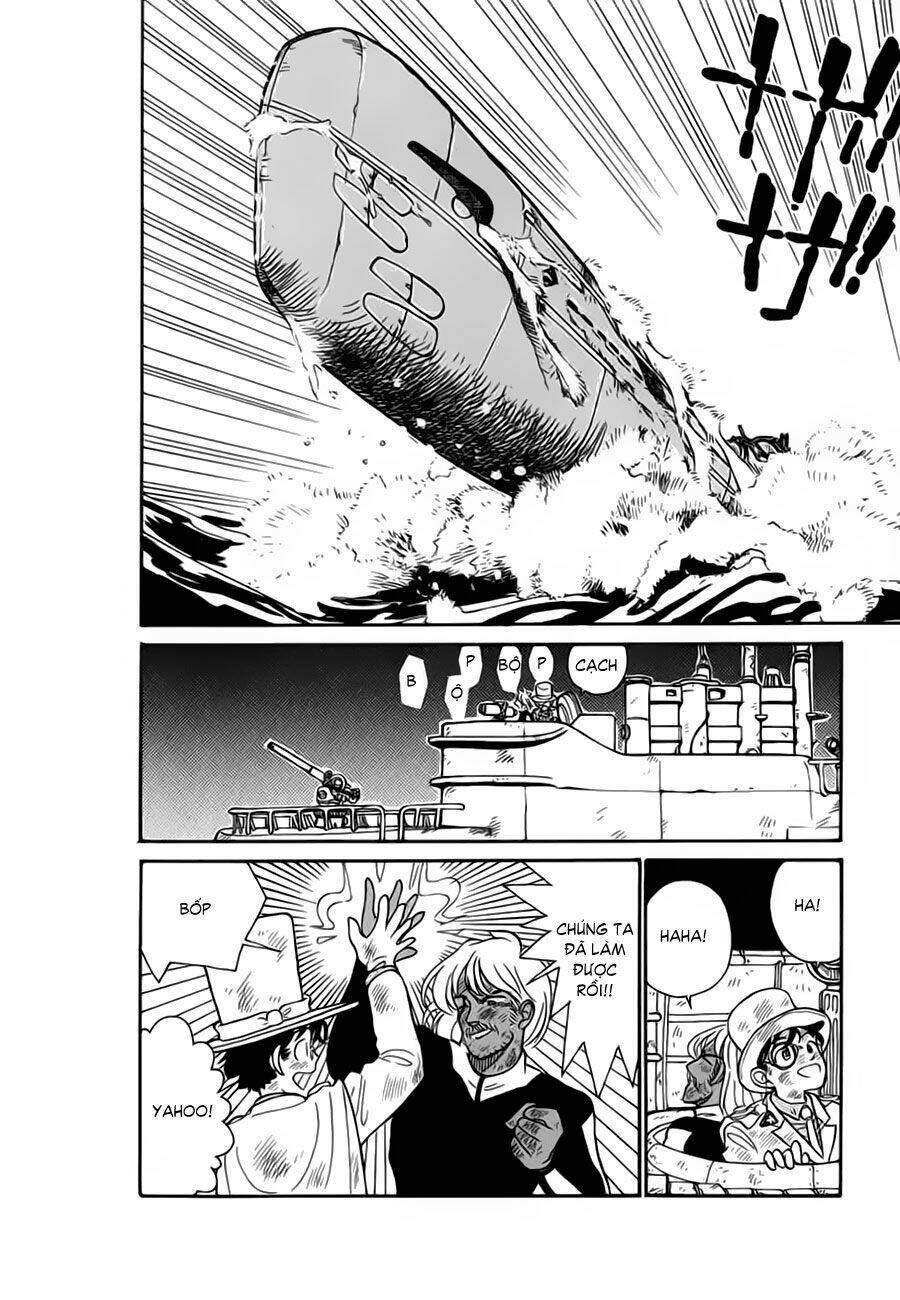 CẠCH
B
Ộ
P
BỘ
P
HA!
HAHA!
CHÚNG TA
ĐÃ LÀM
ĐƯỢC
RỒI!!
BỐP
YAHOO!